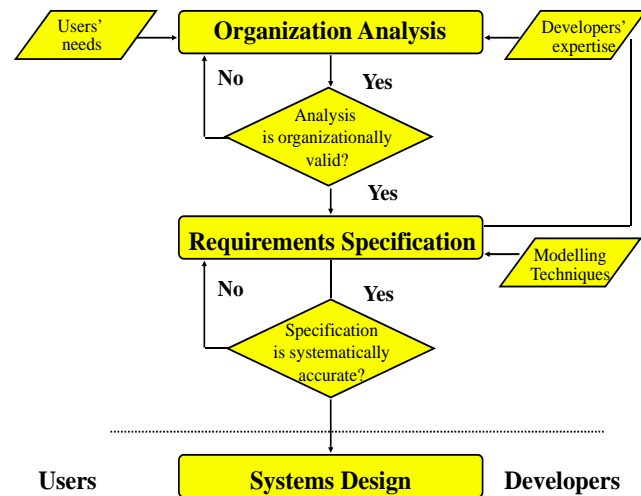 Users'
needs
Organization Analysis
Developers'
expertise
No
Yes
Analysis
is organizationally
valid?
Yes
Requirements Specification
Modelling
Techniques
No
Yes
Specification
is systematically
accurate?
Users
Systems Design
Developers